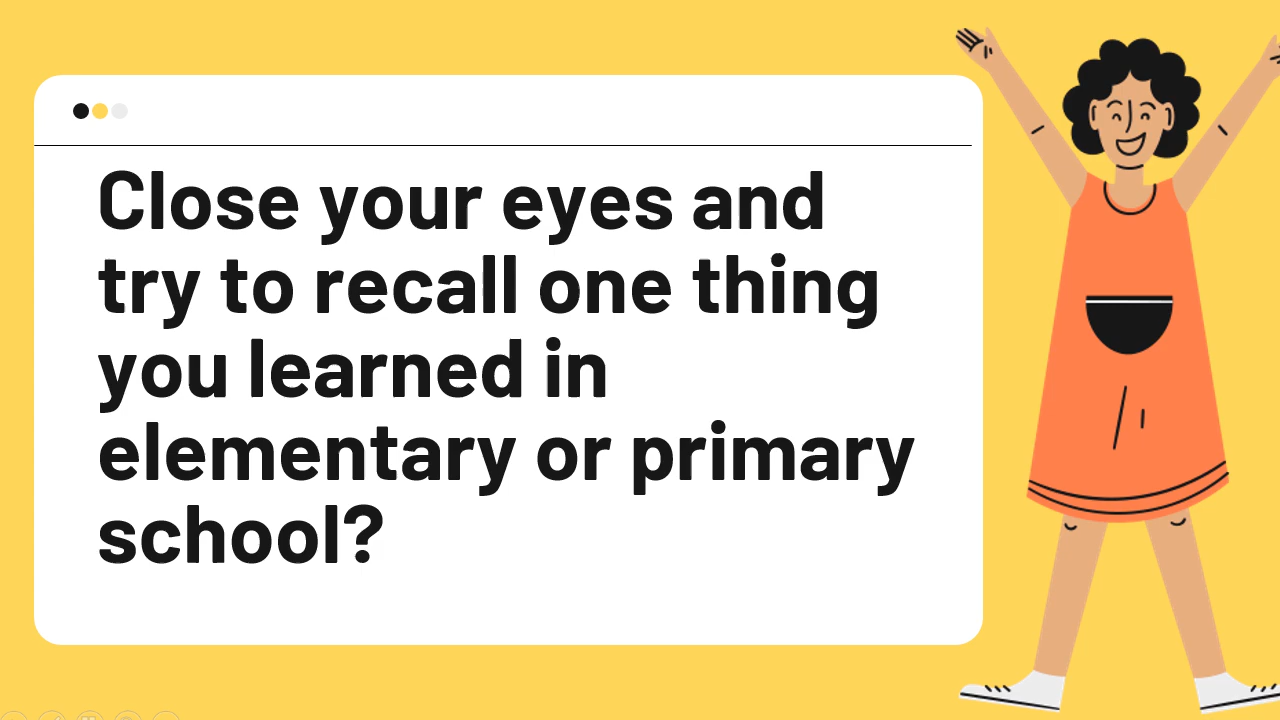 Close your eyes and
try to recall one thing
you learned in
elementary or primary
school?